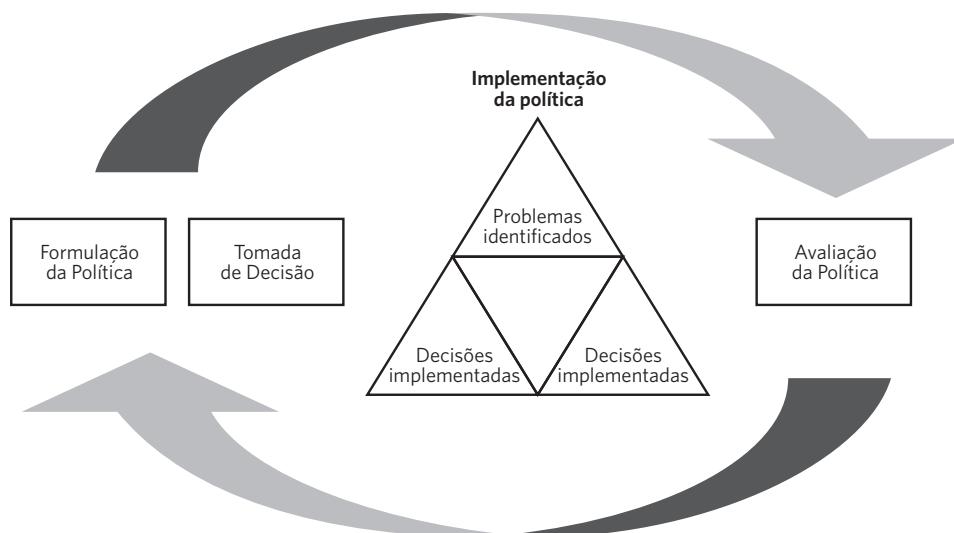 Implementação
da política
Problemas
identificados
Formulação
da Política
Tomada
de Decisão
Avaliação
da Política
Decisões
implementadas
Decisões
implementadas